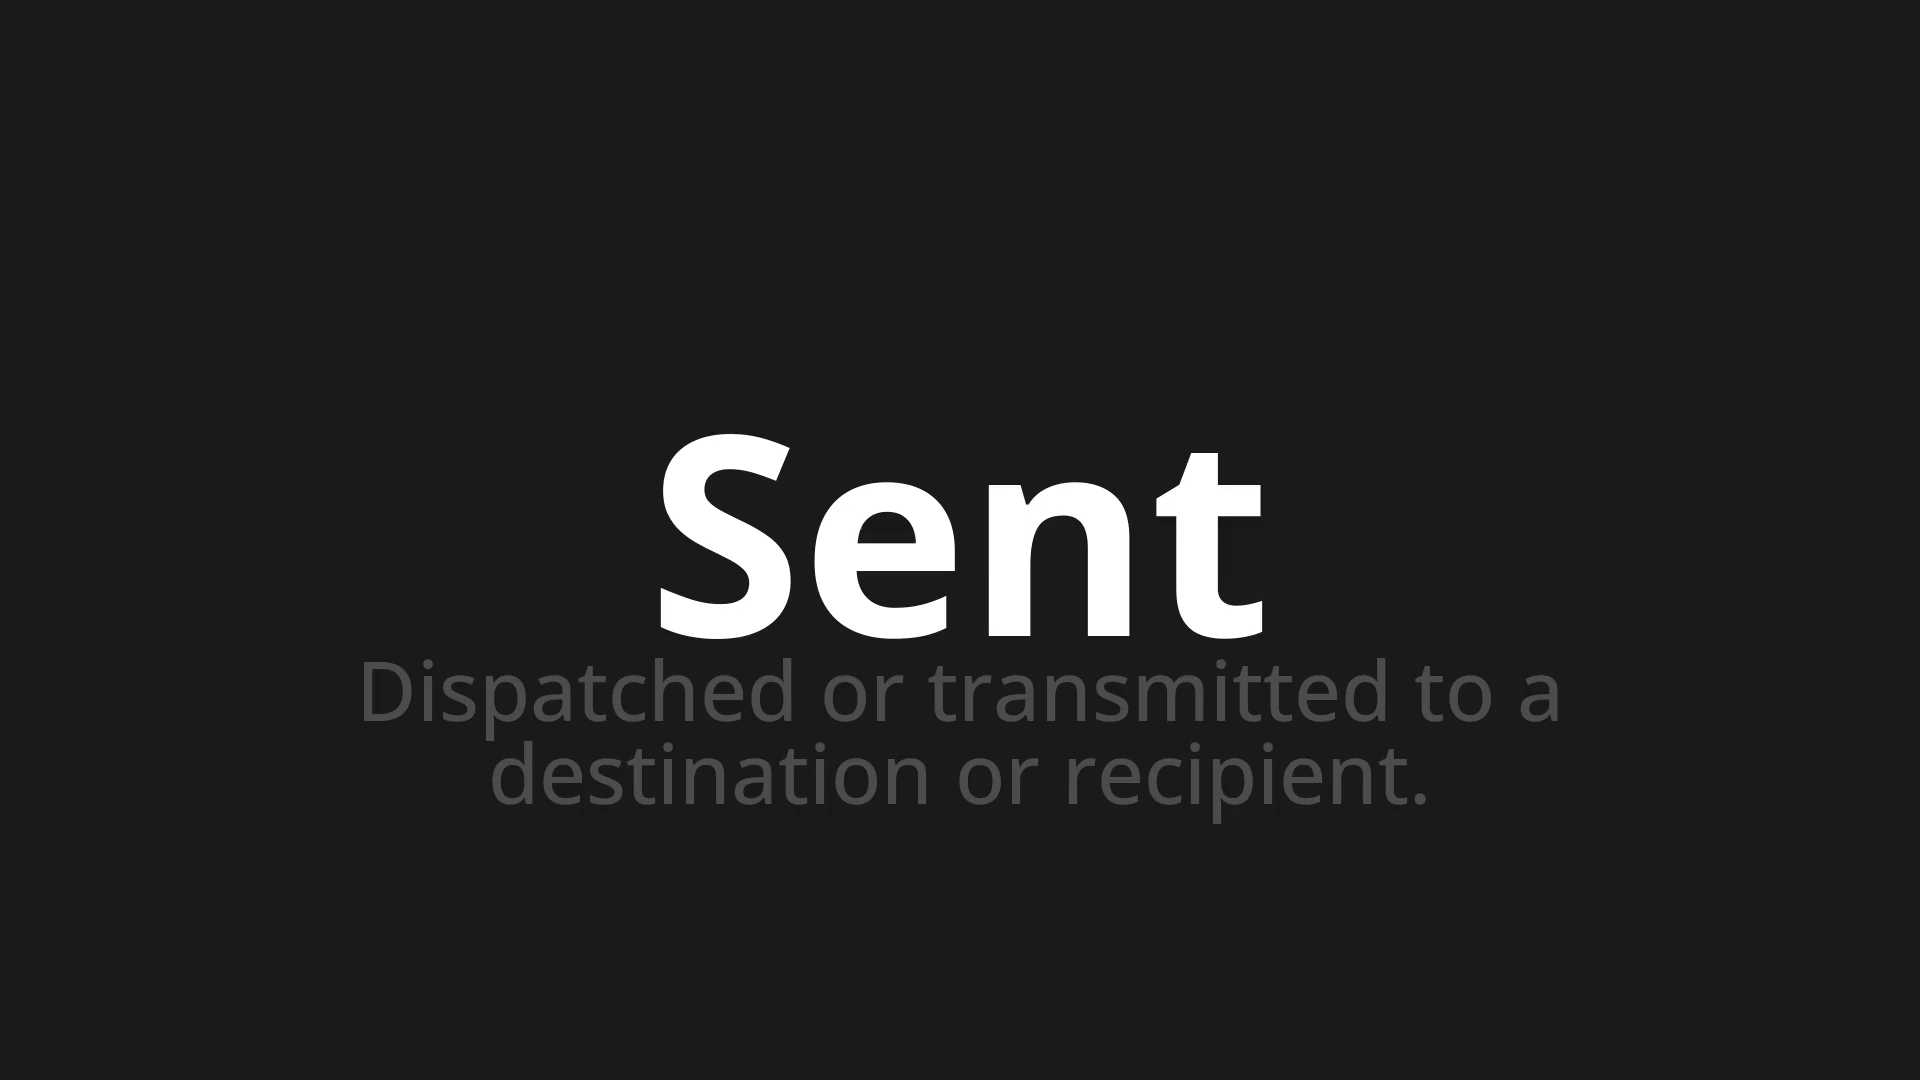 Sent
Dispatched or transmitted to a
destination or recipient.